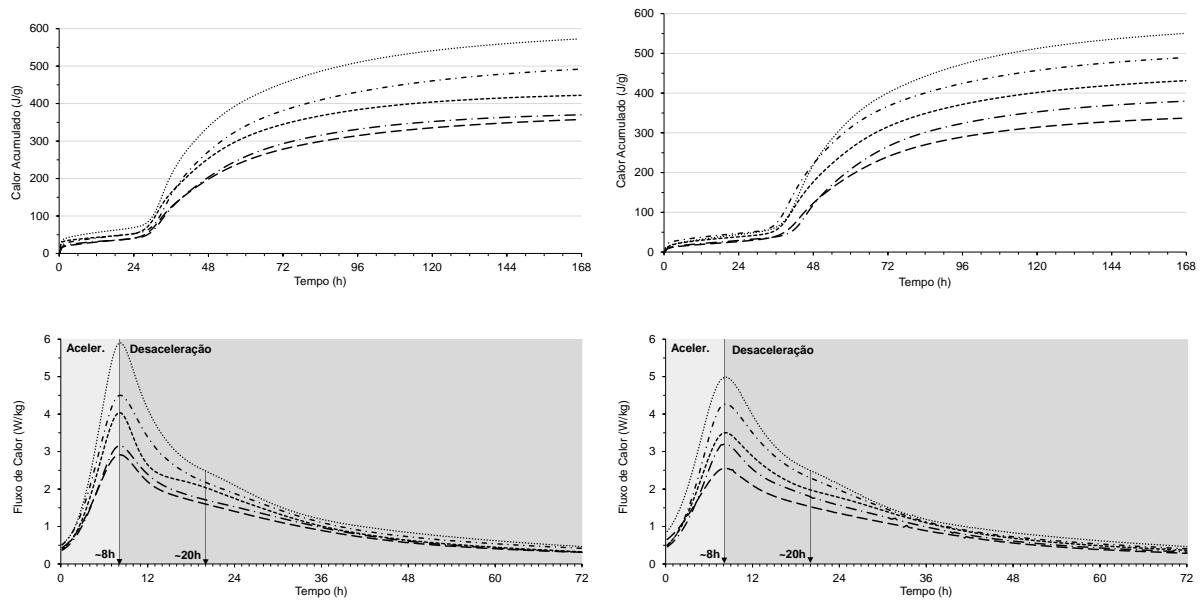 600
500
400
300
200
100
0
Calor Acumulado (J/g)
0 24 48 72 96 120 144 168
Tempo (h)
600
500
400
300
200
100
0
Calor Acumulado (J/g)
0 24 48 72 96 120 144 168
Tempo (h)
6
5
4
3
2
1
0
Fluxo de Calor (W/kg)
Aceler. Desaceleração
~8h ~20h
0 12 24 36 48 60 72
Tempo (h)
6
5
4
3
2
1
0
Fluxo de Calor (W/kg)
Aceler. Desaceleração
~8h ~20h
0 12 24 36 48 60 72
Tempo (h)